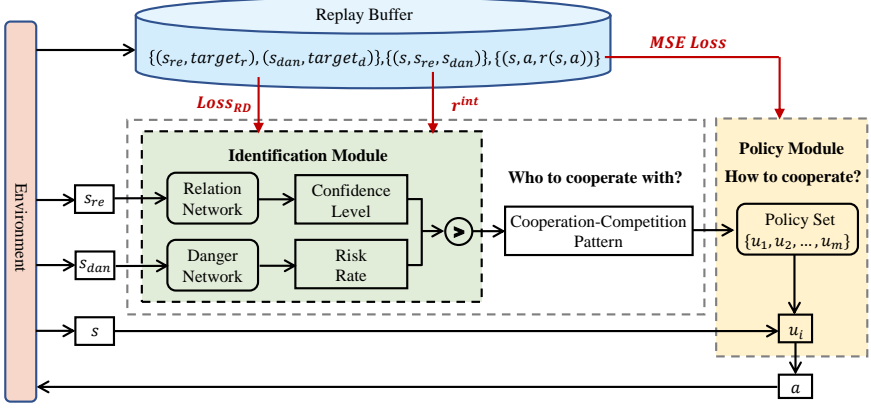 Replay Buffer
{(s_re, target_r), (s_dan, target_d)}, {(s, s_re, s_dan)}, {(s, a, r(s, a))}
MSE Loss
Loss_RD
r^int
Environment
Identification Module
Policy Module
How to cooperate?
Who to cooperate with?
s_re
Relation
Network
Confidence
Level
Cooperation-Competition
Pattern
Policy Set
{u_1, u_2, ..., u_m}
>
s_dan
Danger
Network
Risk
Rate
s
u_i
a